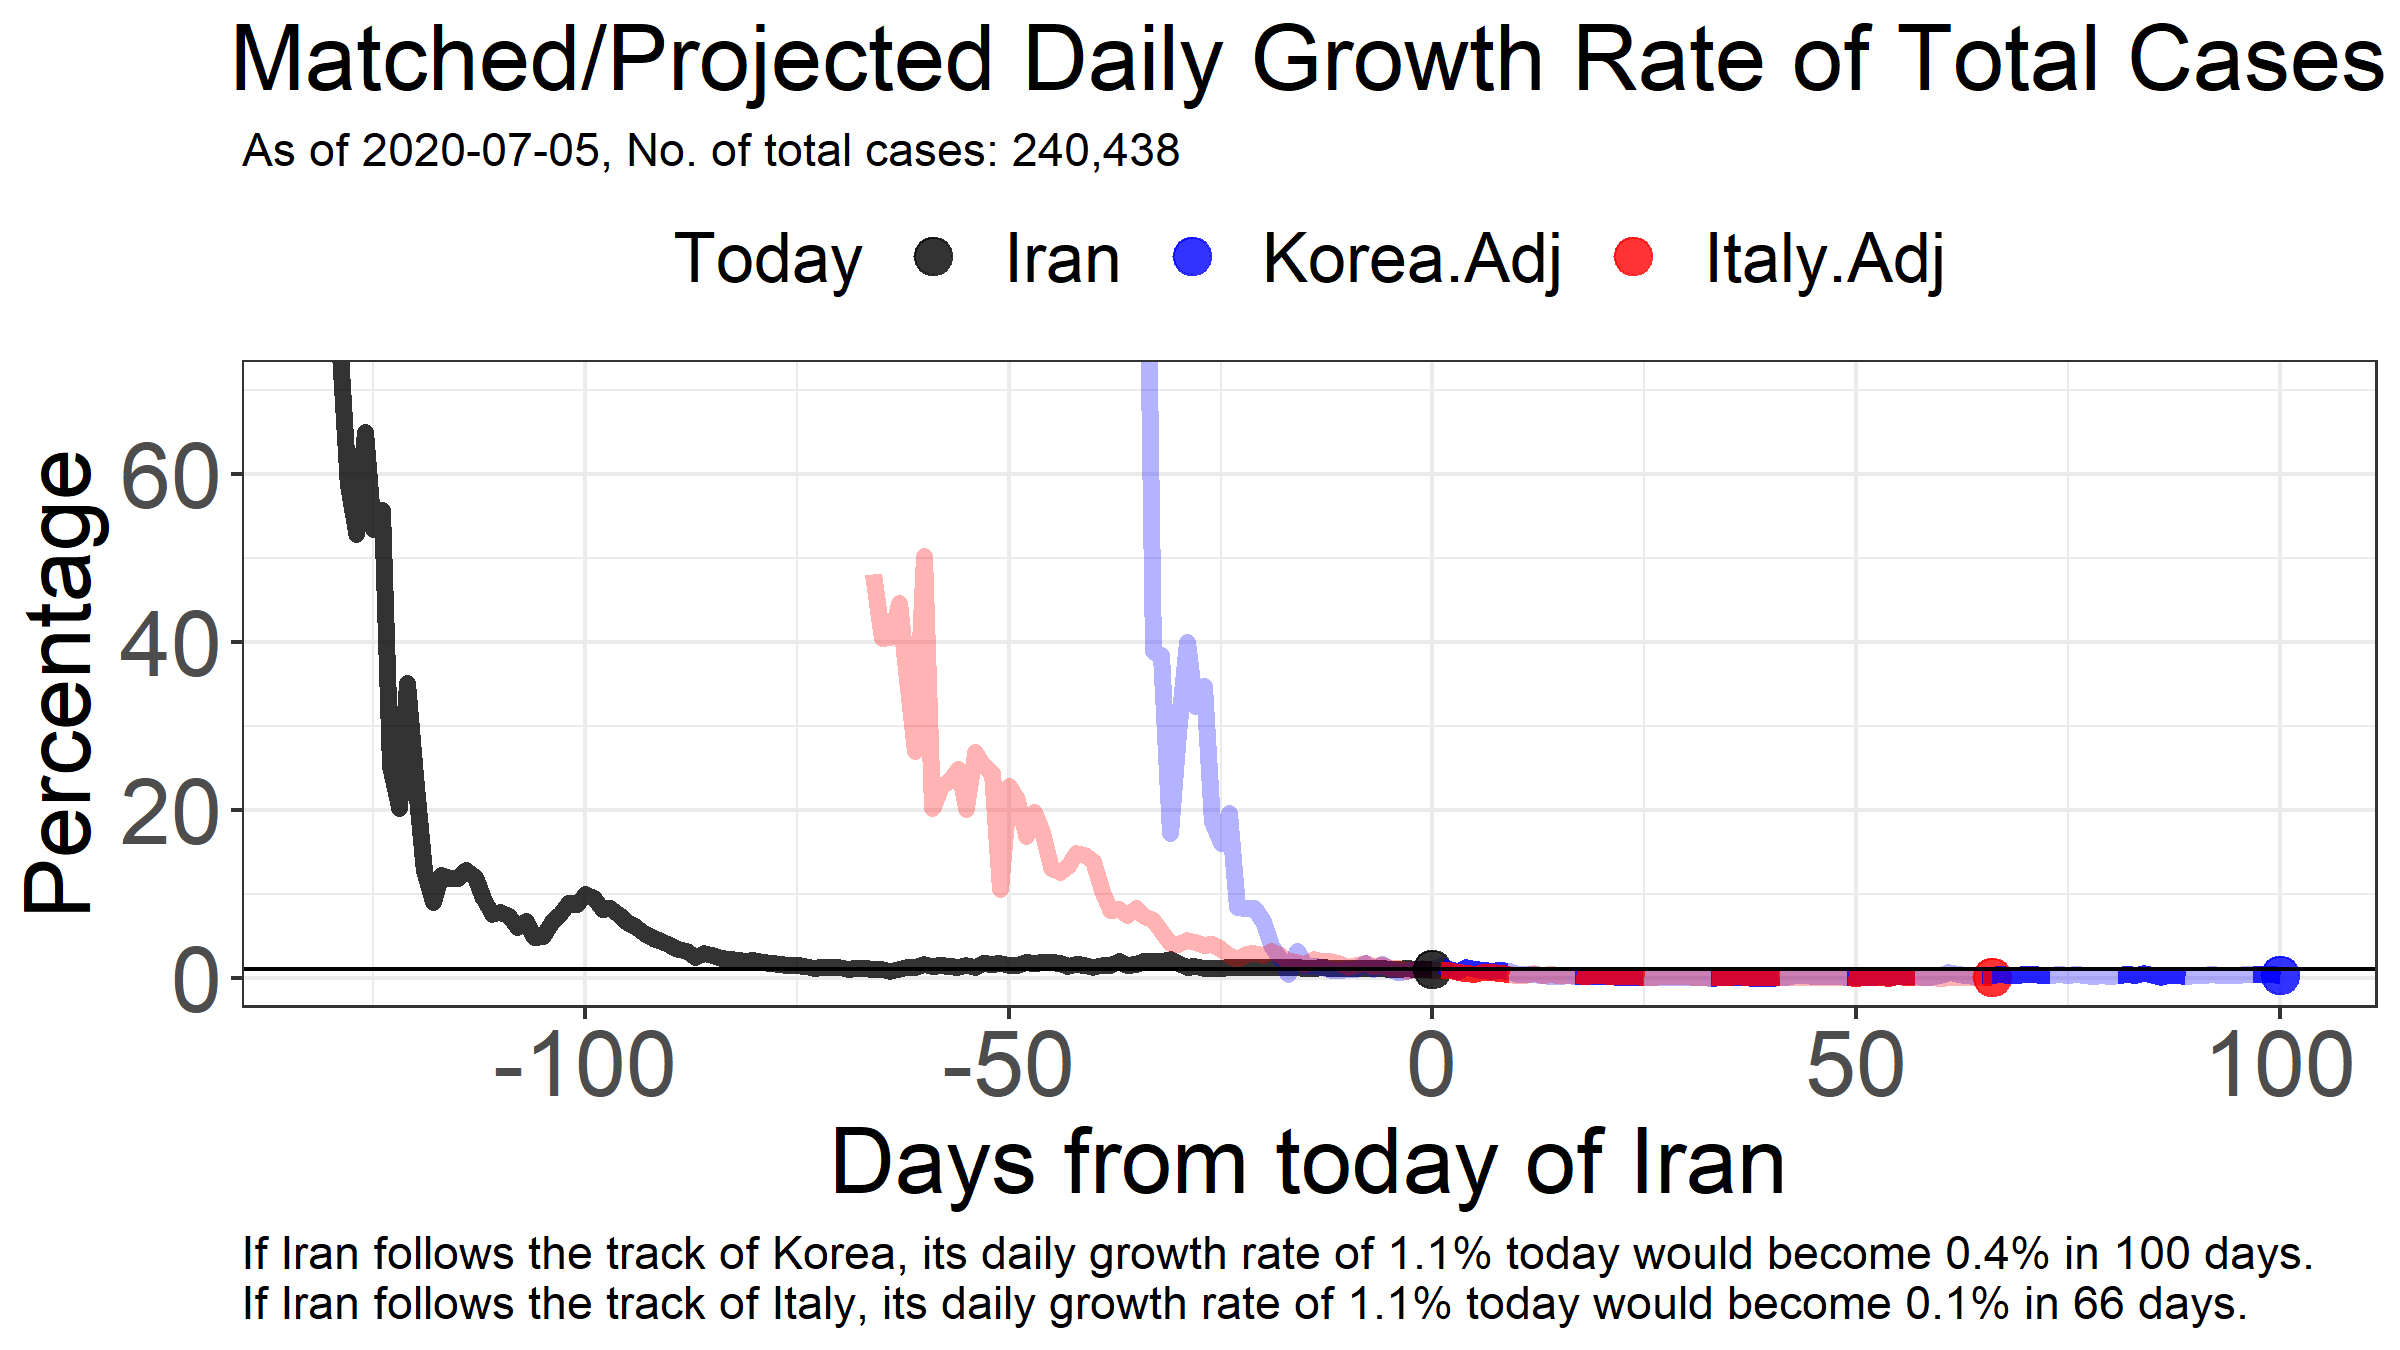 Matched/Projected Daily Growth Rate of Total Cases
As of 2020-07-05, No. of total cases: 240,438
Today Iran Korea.Adj Italy.Adj
Percentage
60
40
20
0
-100 -50 0 50 100
Days from today of Iran
If Iran follows the track of Korea, its daily growth rate of 1.1% today would become 0.4% in 100 days.
If Iran follows the track of Italy, its daily growth rate of 1.1% today would become 0.1% in 66 days.